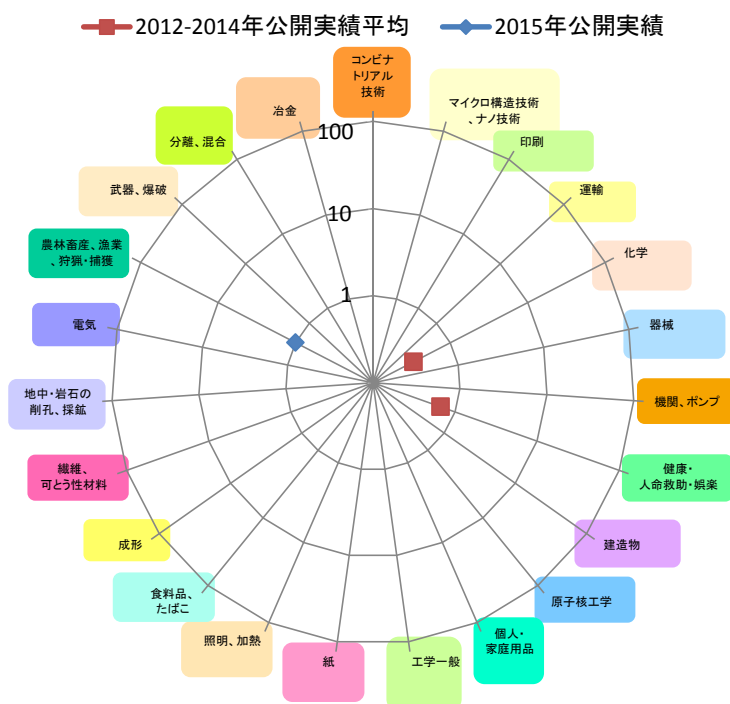 2012-2014年公開実績平均
2015年公開実績
コンビナ
トリアル
技術
マイクロ構造技術
、ナノ技術
印刷
運輸
化学
器械
機関、ポンプ
健康・
人命救助・娯楽
建造物
原子核工学
個人・
家庭用品
工学一般
紙
照明、加熱
食料品、
たばこ
成形
繊維、
可とう性材料
地中・岩石の
削孔、採鉱
電気
農林畜産、漁業
、狩猟・捕獲
武器、爆破
分離、混合
冶金
100
10
1